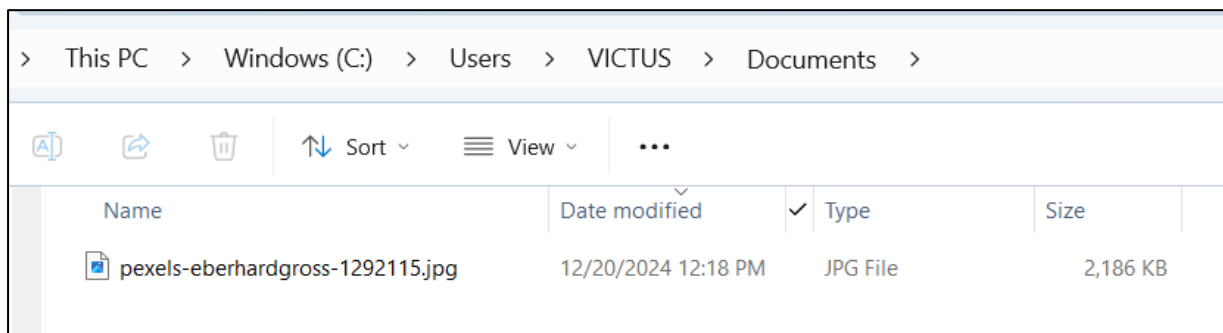 > This PC > Windows (C:) > Users > VICTUS > Documents >
Sort View
Name Date modified Type Size
pexels-eberhardgross-1292115.jpg 12/20/2024 12:18 PM JPG File 2,186 KB